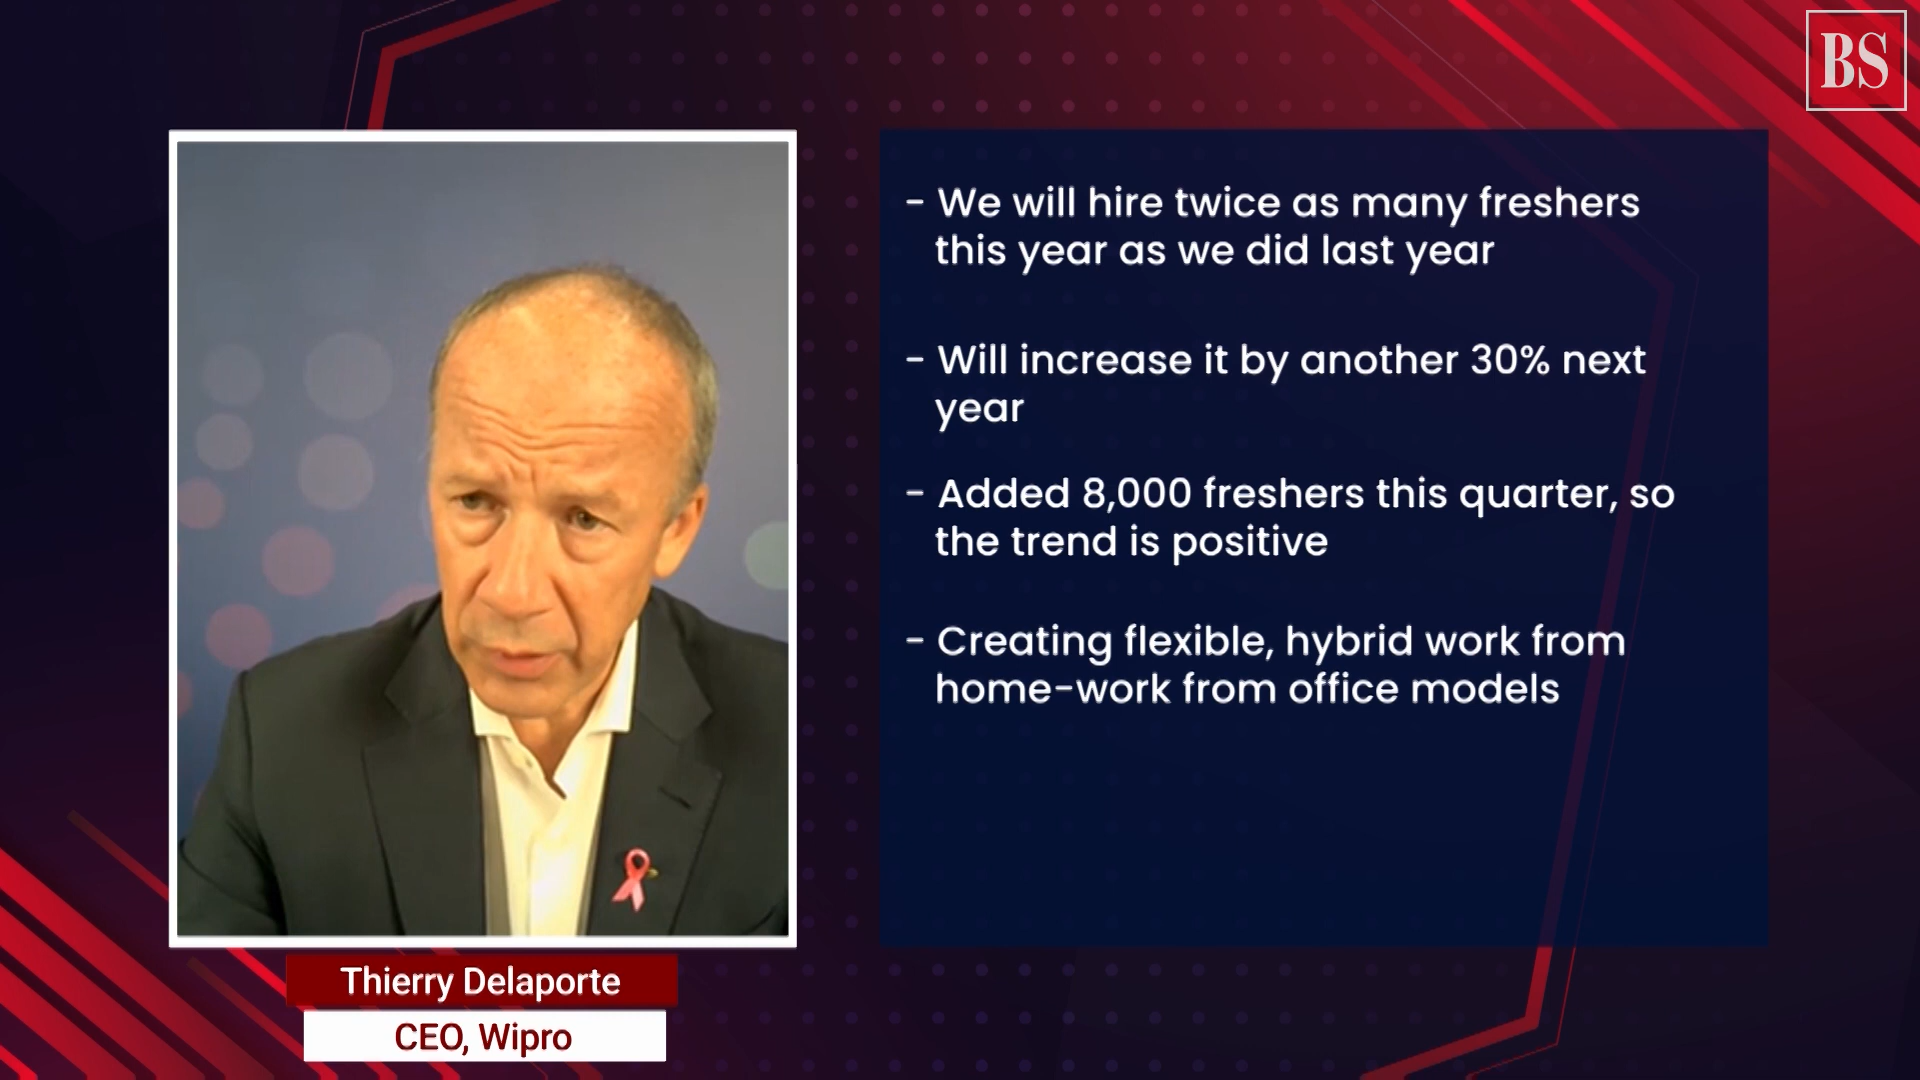 BS
- We will hire twice as many freshers
this year as we did last year
- Will increase it by another 30% next
year
- Added 8,000 freshers this quarter, so
the trend is positive
- Creating flexible, hybrid work from
home-work from office models
Thierry Delaporte
CEO, Wipro